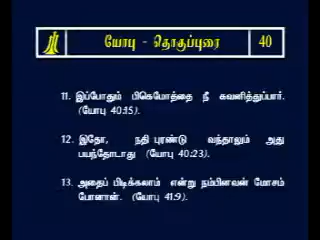 யோபு - தொகுப்புரை 40
11. இப்போதும் பிகெமோத்தை நீ கவனித்துப்பார்.
(யோபு 40:15).
12. இதோ, நதி புரண்டு வந்தாலும் அது
பயந்தோடாது (யோபு 40:23).
13. அதைப் பிடிக்கலாம் என்று நம்பினவன் மோசம்
போனான். (யோபு 41:9).